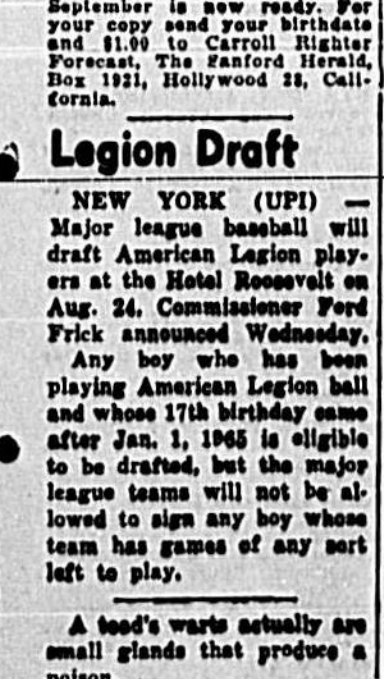 September is now ready. For
your copy send your birthdate
and $1.00 to Carroll Righter
Forecast, The Fanford Herald,
Box 1921, Hollywood 28, Cali-
fornia.
Legion Draft
NEW YORK (UPI) —
Major league baseball will
draft American Legion play-
ers at the Hotel Roosevelt on
Aug. 24, Commissioner Ford
Frick announced Wednesday.
Any boy who has been
playing American Legion ball
and whose 17th birthday came
after Jan. 1, 1965 is eligible
to be drafted, but the major
league teams will not be al-
lowed to sign any boy whose
team has games of any sort
left to play.
A toad's warts actually are
small glands that produce a
poison